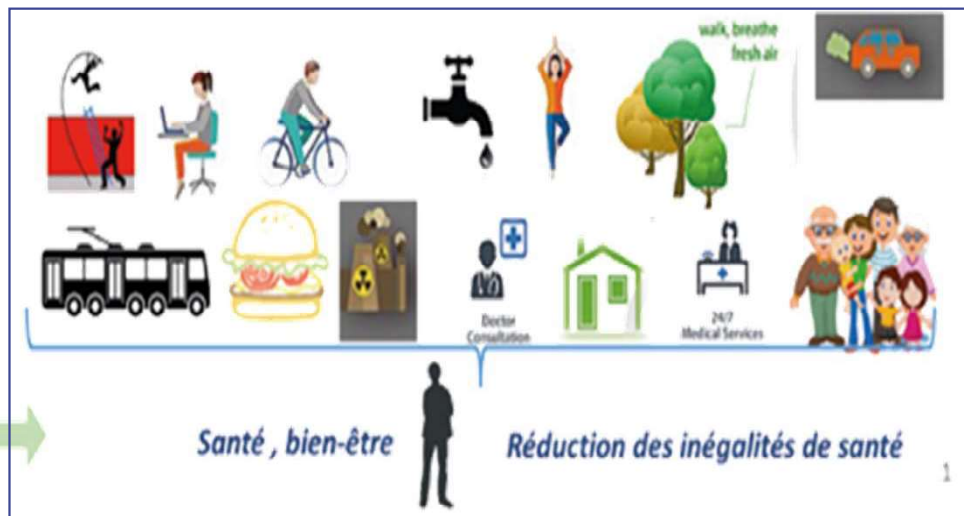 walk, breathe
fresh air
Doctor
Consultation
24/7
Medical Services
Santé , bien-être
Réduction des inégalités de santé
1